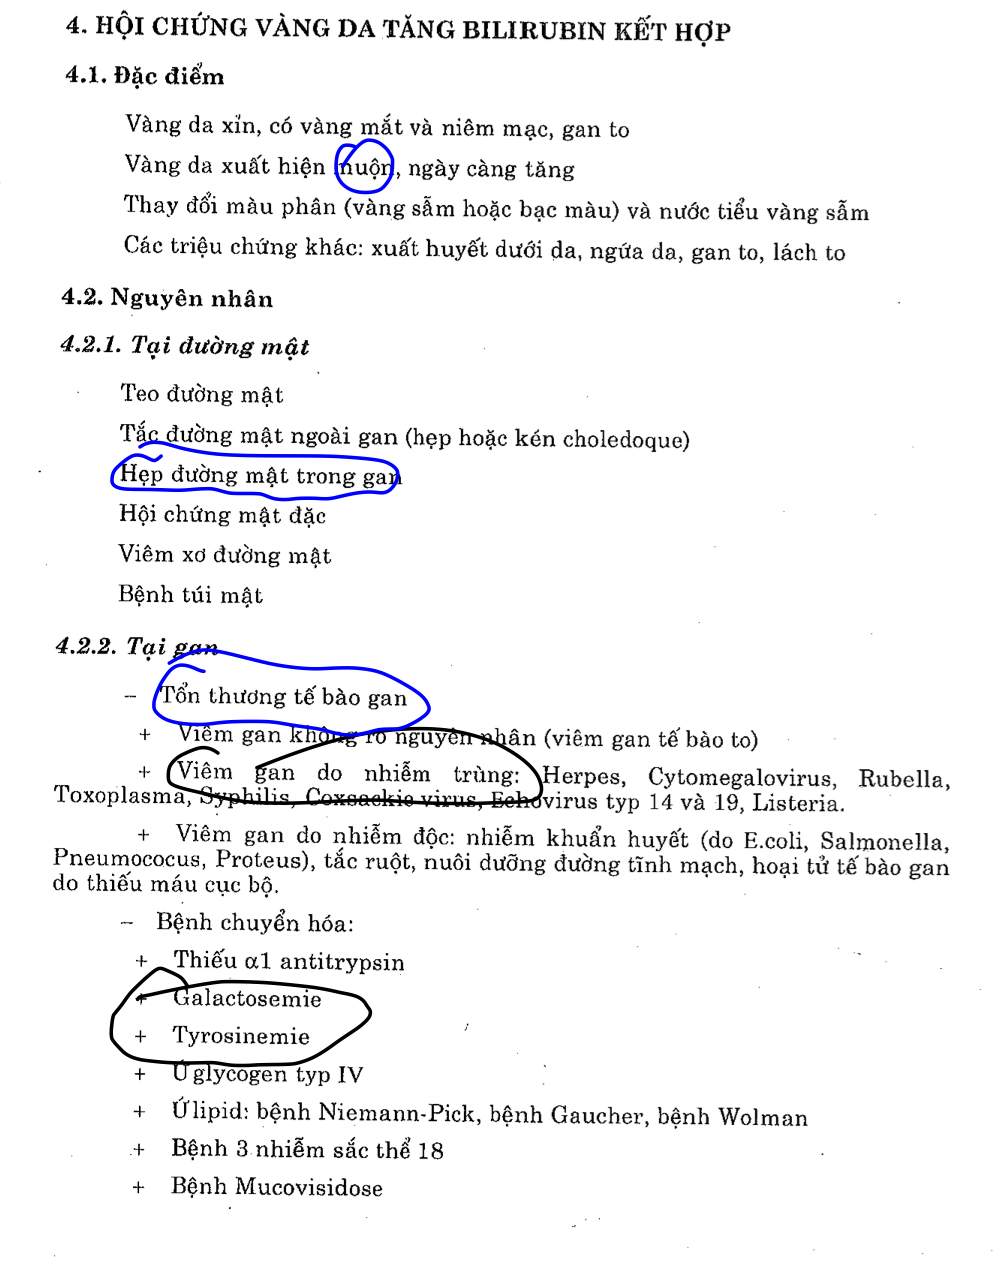 4. HỘI CHỨNG VÀNG DA TĂNG BILIRUBIN KẾT HỢP
4.1. Đặc điểm
Vàng da xỉn, có vàng mắt và niêm mạc, gan to
Vàng da xuất hiện muộn, ngày càng tăng
Thay đổi màu phân (vàng sẫm hoặc bạc màu) và nước tiểu vàng sẫm
Các triệu chứng khác: xuất huyết dưới da, ngứa da, gan to, lách to
4.2. Nguyên nhân
4.2.1. Tại đường mật
Teo đường mật
Tắc đường mật ngoài gan (hẹp hoặc kén choledoque)
Hẹp đường mật trong gan
Hội chứng mật đặc
Viêm xơ đường mật
Bệnh túi mật
4.2.2. Tại gan
– Tổn thương tế bào gan
+ Viêm gan không rõ nguyên nhân (viêm gan tế bào to)
+ Viêm gan do nhiễm trùng: Herpes, Cytomegalovirus, Rubella,
Toxoplasma, Syphilis, Coxsackie virus, Echovirus typ 14 và 19, Listeria.
+ Viêm gan do nhiễm độc: nhiễm khuẩn huyết (do E.coli, Salmonella,
Pneumococus, Proteus), tắc ruột, nuôi dưỡng đường tĩnh mạch, hoại tử tế bào gan
do thiếu máu cục bộ.
– Bệnh chuyển hóa:
+ Thiếu α1 antitrypsin
+ Galactosemie
+ Tyrosinemie
+ Ứ glycogen typ IV
+ Ứ lipid: bệnh Niemann-Pick, bệnh Gaucher, bệnh Wolman
+ Bệnh 3 nhiễm sắc thể 18
+ Bệnh Mucovisidose